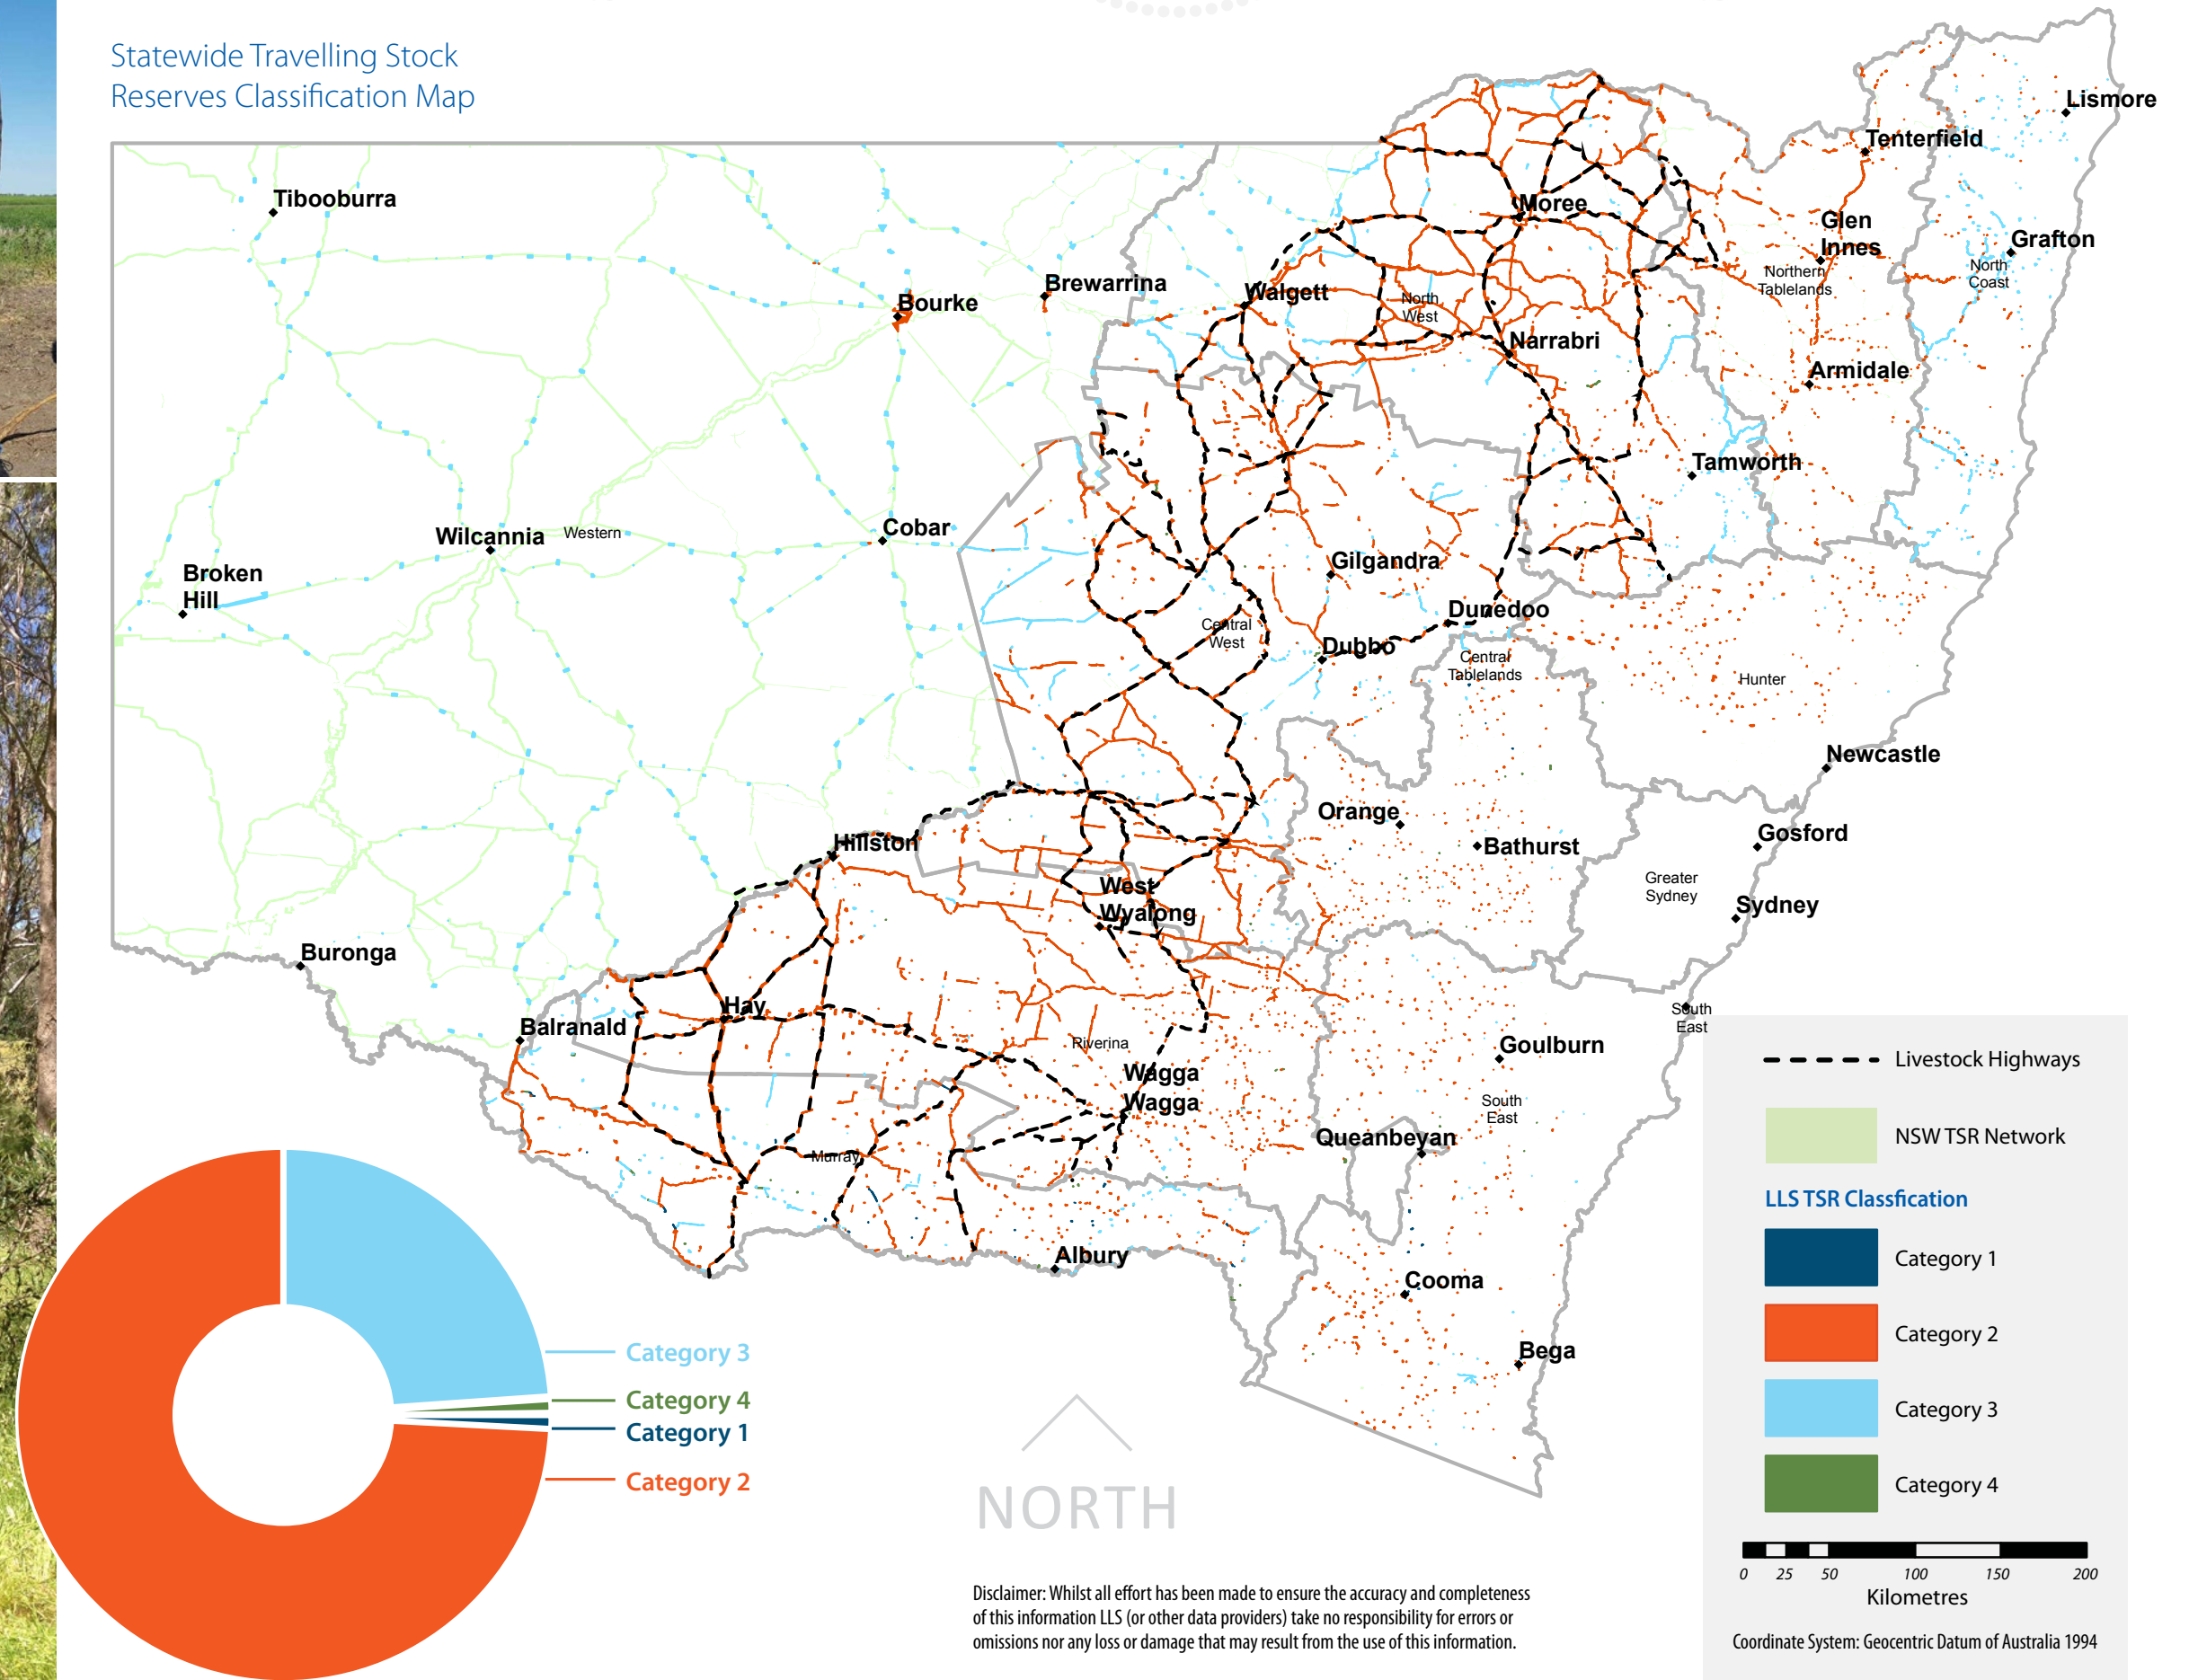 Statewide Travelling Stock
Reserves Classification Map
Lismore
Tenterfield
Tibooburra
Moree
Glen
Innes
Grafton
North
Coast
Northern
Tablelands
Brewarrina
Walgett
North
West
Bourke
Narrabri
Armidale
Tamworth
Wilcannia
Western
Cobar
Gilgandra
Broken
Hill
Dunedoo
Central
West
Dubbo
Central
Tablelands
Hunter
Newcastle
Orange
Gosford
Hillston
Bathurst
West
Wyalong
Greater
Sydney
Sydney
Buronga
Hay
South
East
Balranald
Riverina
Goulburn
Wagga
Wagga
South
East
Queanbeyan
Murray
Albury
Cooma
Bega
Livestock Highways
NSW TSR Network
LLS TSR Classfication
Category 1
Category 2
Category 3
Category 4
Category 3
Category 4
Category 1
Category 2
NORTH
0 25 50 100 150 200
Kilometres
Disclaimer: Whilst all effort has been made to ensure the accuracy and completeness
of this information LLS (or other data providers) take no responsibility for errors or
omissions nor any loss or damage that may result from the use of this information.
Coordinate System: Geocentric Datum of Australia 1994